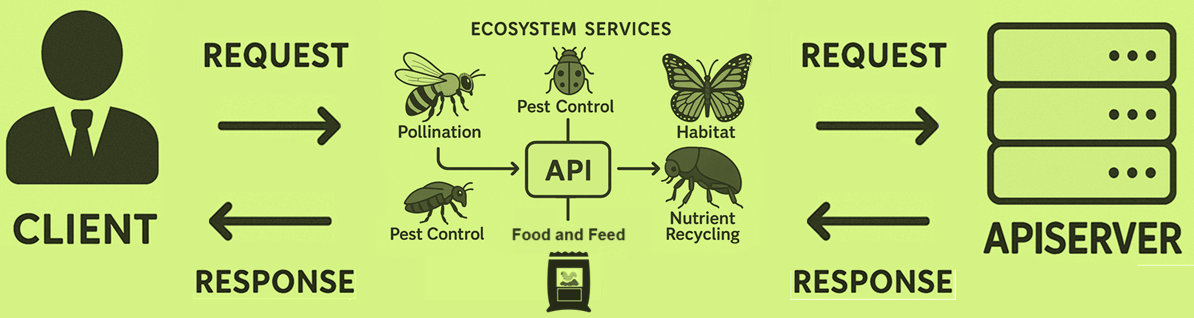 CLIENT
REQUEST
RESPONSE
ECOSYSTEM SERVICES
Pollination
Pest Control
Habitat
API
Pest Control
Food and Feed
Nutrient
Recycling
REQUEST
RESPONSE
APISERVER